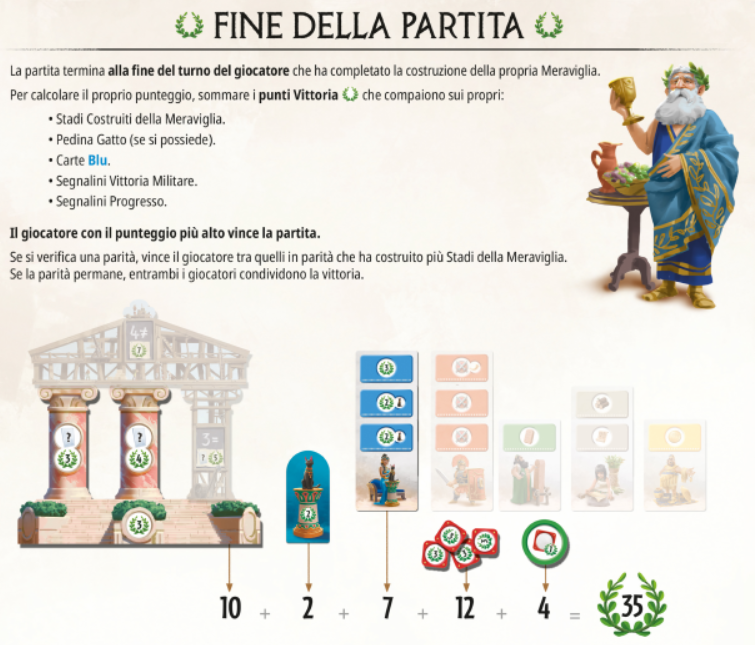 FINE DELLA PARTITA
La partita termina alla fine del turno del giocatore che ha completato la costruzione della propria Meraviglia.
Per calcolare il proprio punteggio, sommare i punti Vittoria che compaiono sui propri:
• Stadi Costruiti della Meraviglia.
• Pedina Gatto (se si possiede).
• Carte Blu.
• Segnalini Vittoria Militare.
• Segnalini Progresso.
Il giocatore con il punteggio più alto vince la partita.
Se si verifica una parità, vince il giocatore tra quelli in parità che ha costruito più Stadi della Meraviglia.
Se la parità permane, entrambi i giocatori condividono la vittoria.
4≠
7
3
2
2
? ? 3=
3 4 ? 5
2
3
3 3
10 + 2 + 7 + 12 + 4 = 35